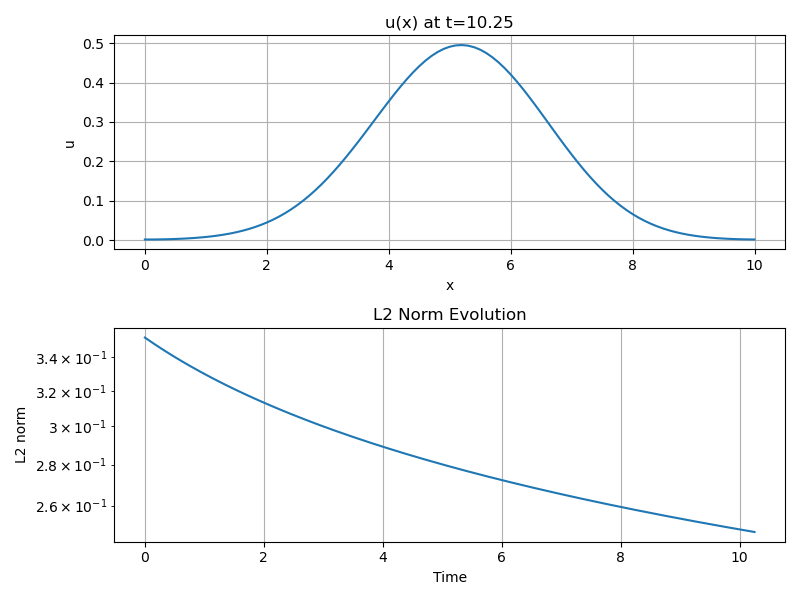 u(x) at t=10.25
0.5
0.4
0.3
0.2
0.1
0.0
u
0 2 4 6 8 10
x
L2 Norm Evolution
3.4 × 10⁻¹
3.2 × 10⁻¹
3 × 10⁻¹
2.8 × 10⁻¹
2.6 × 10⁻¹
L2 norm
0 2 4 6 8 10
Time